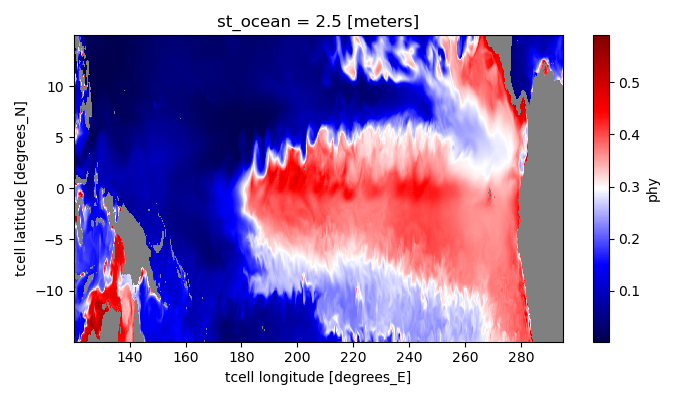 st_ocean = 2.5 [meters]
10
5
0
−5
−10
tcell latitude [degrees_N]
140 160 180 200 220 240 260 280
tcell longitude [degrees_E]
0.5
0.4
0.3
0.2
0.1
phy